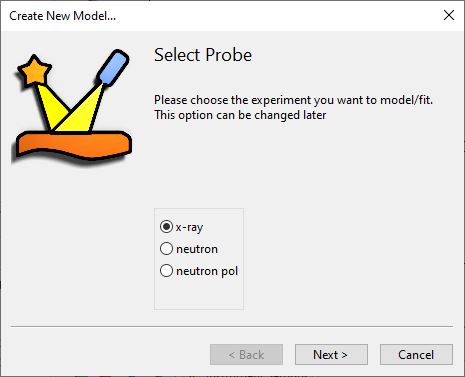 Create New Model...
Select Probe
Please choose the experiment you want to model/fit.
This option can be changed later
x-ray
neutron
neutron pol
< Back
Next >
Cancel